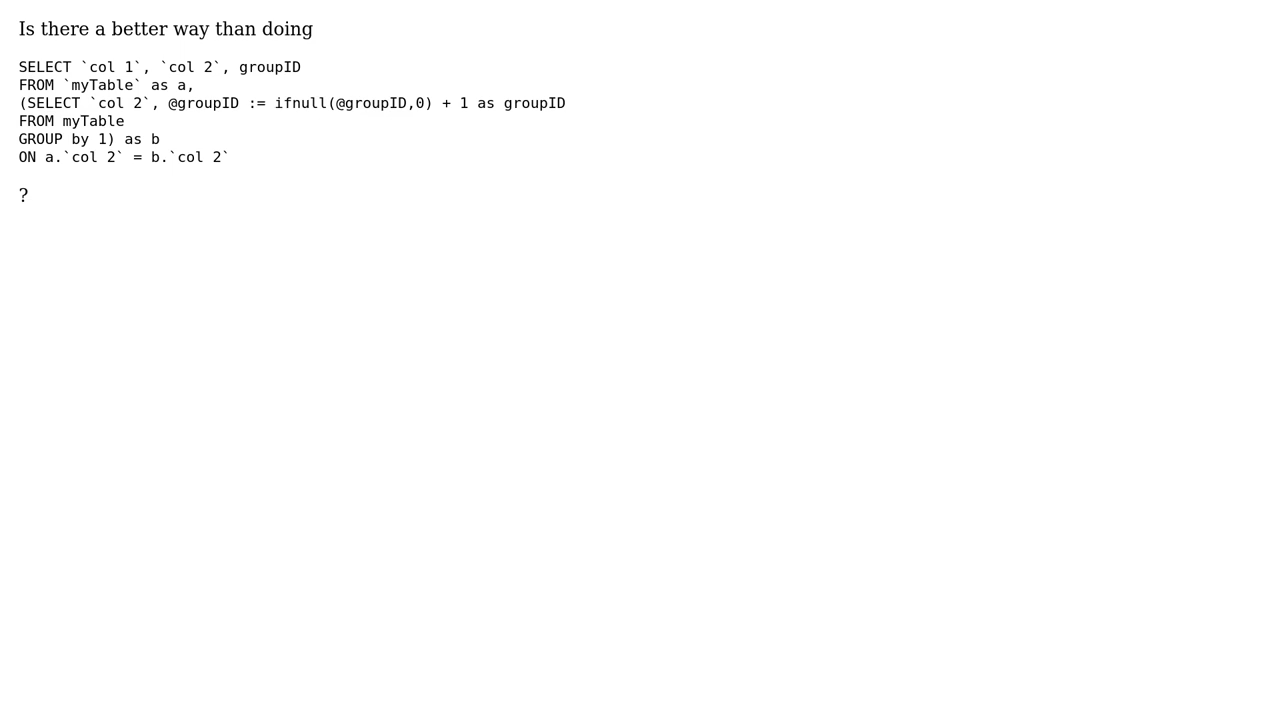 Is there a better way than doing
SELECT `col 1`, `col 2`, groupID
FROM `myTable` as a,
(SELECT `col 2`, @groupID := ifnull(@groupID,0) + 1 as groupID
FROM myTable
GROUP by 1) as b
ON a.`col 2` = b.`col 2`
?